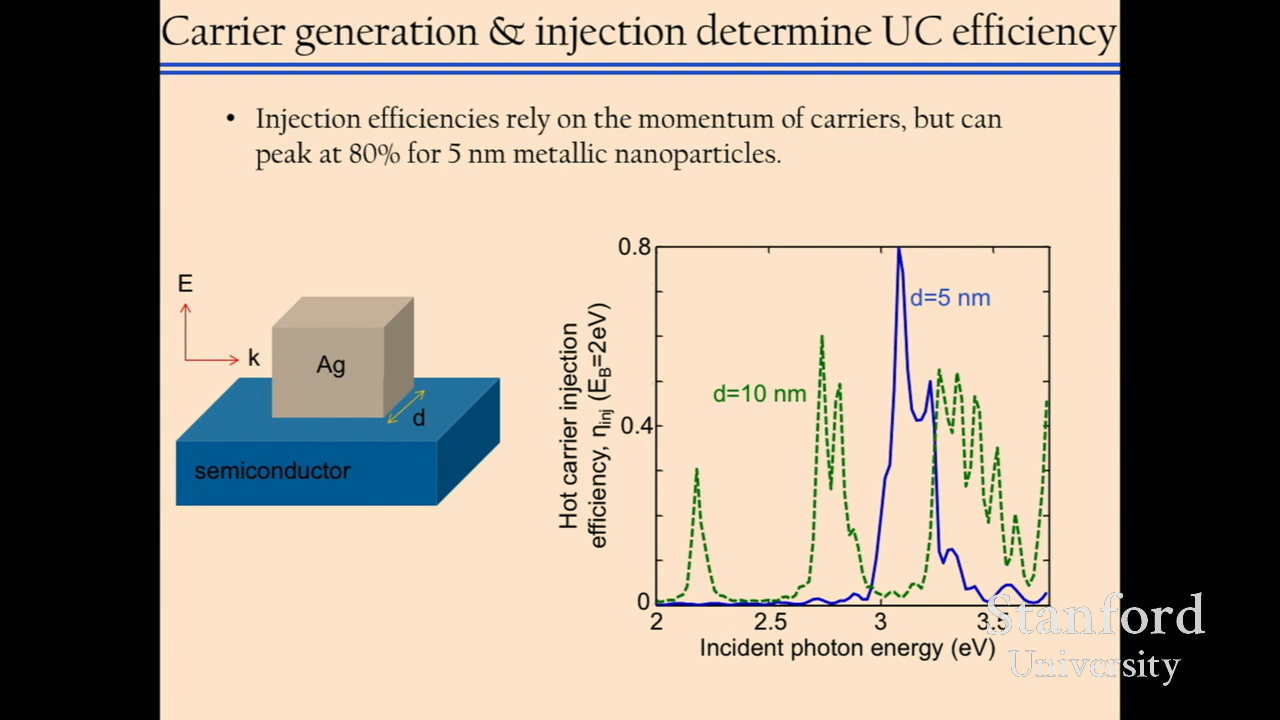 Carrier generation & injection determine UC efficiency
• Injection efficiencies rely on the momentum of carriers, but can
peak at 80% for 5 nm metallic nanoparticles.
E
k
Ag
d
semiconductor
Hot carrier injection
efficiency, η_inj (E_B=2eV)
0.8
0.4
0
d=5 nm
d=10 nm
2 2.5 3 3.5
Incident photon energy (eV)
Stanford
University